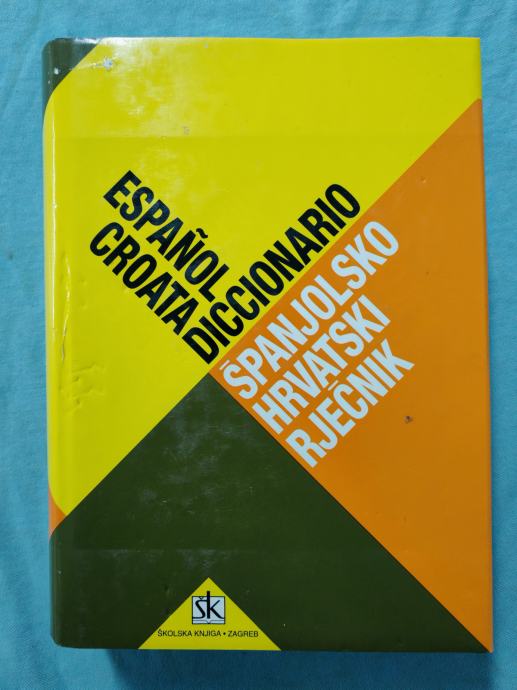 ESPAÑOL
CROATA
DICCIONARIO
ŠPANJOLSKO
HRVATSKI
RJEČNIK
šk
ŠKOLSKA KNJIGA • ZAGREB